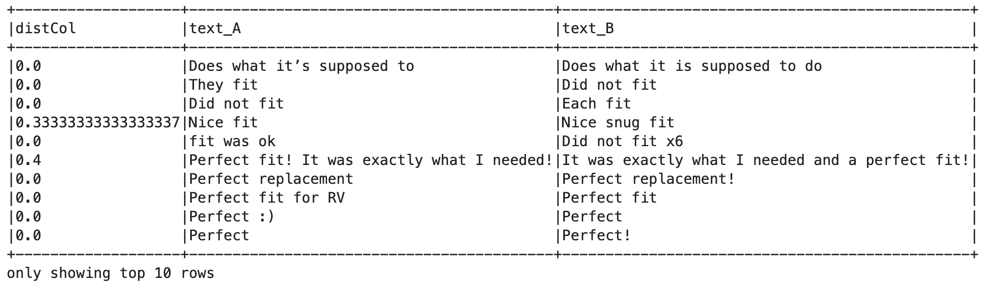 +-------------------+------------------------------------------+-----------------------------------------------+
|distCol            |text_A                                    |text_B                                         |
+-------------------+------------------------------------------+-----------------------------------------------+
|0.0                |Does what it’s supposed to                |Does what it is supposed to do                 |
|0.0                |They fit                                  |Did not fit                                    |
|0.0                |Did not fit                               |Each fit                                       |
|0.33333333333333337|Nice fit                                  |Nice snug fit                                  |
|0.0                |fit was ok                                |Did not fit x6                                 |
|0.4                |Perfect fit! It was exactly what I needed!|It was exactly what I needed and a perfect fit!|
|0.0                |Perfect replacement                       |Perfect replacement!                           |
|0.0                |Perfect fit for RV                        |Perfect fit                                    |
|0.0                |Perfect :)                                |Perfect                                        |
|0.0                |Perfect                                   |Perfect!                                       |
+-------------------+------------------------------------------+-----------------------------------------------+
only showing top 10 rows